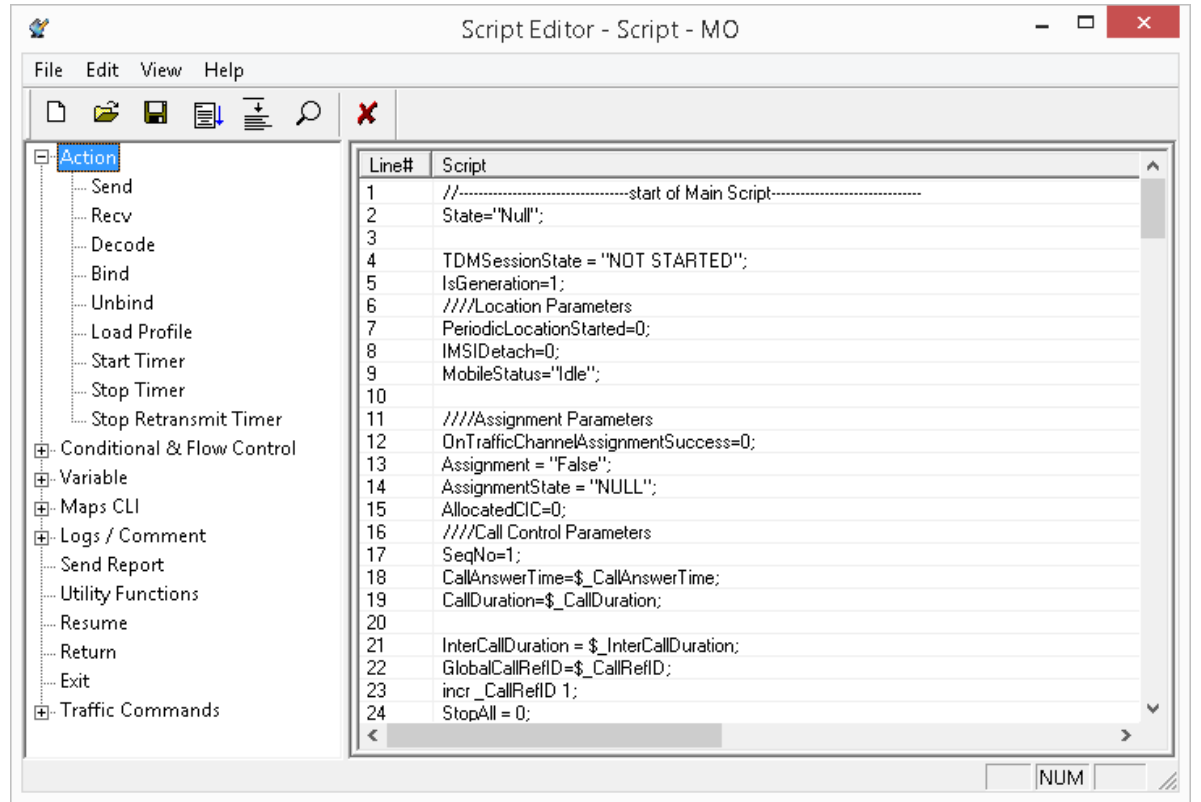 Script Editor - Script - MO
File Edit View Help
Action
Send
Recv
Decode
Bind
Unbind
Load Profile
Start Timer
Stop Timer
Stop Retransmit Timer
Conditional & Flow Control
Variable
Maps CLI
Logs / Comment
Send Report
Utility Functions
Resume
Return
Exit
Traffic Commands
Line# Script
1 //-----------------------------------start of Main Script-------------------------------
2 State="Null";
3
4 TDMSessionState = "NOT STARTED";
5 IsGeneration=1;
6 ////Location Parameters
7 PeriodicLocationStarted=0;
8 IMSIDetach=0;
9 MobileStatus="Idle";
10
11 ////Assignment Parameters
12 OnTrafficChannelAssignmentSuccess=0;
13 Assignment = "False";
14 AssignmentState = "NULL";
15 AllocatedCIC=0;
16 ////Call Control Parameters
17 SeqNo=1;
18 CallAnswerTime=$_CallAnswerTime;
19 CallDuration=$_CallDuration;
20
21 InterCallDuration = $_InterCallDuration;
22 GlobalCallRefID=$_CallRefID;
23 incr _CallRefID 1;
24 StopAll = 0;
NUM